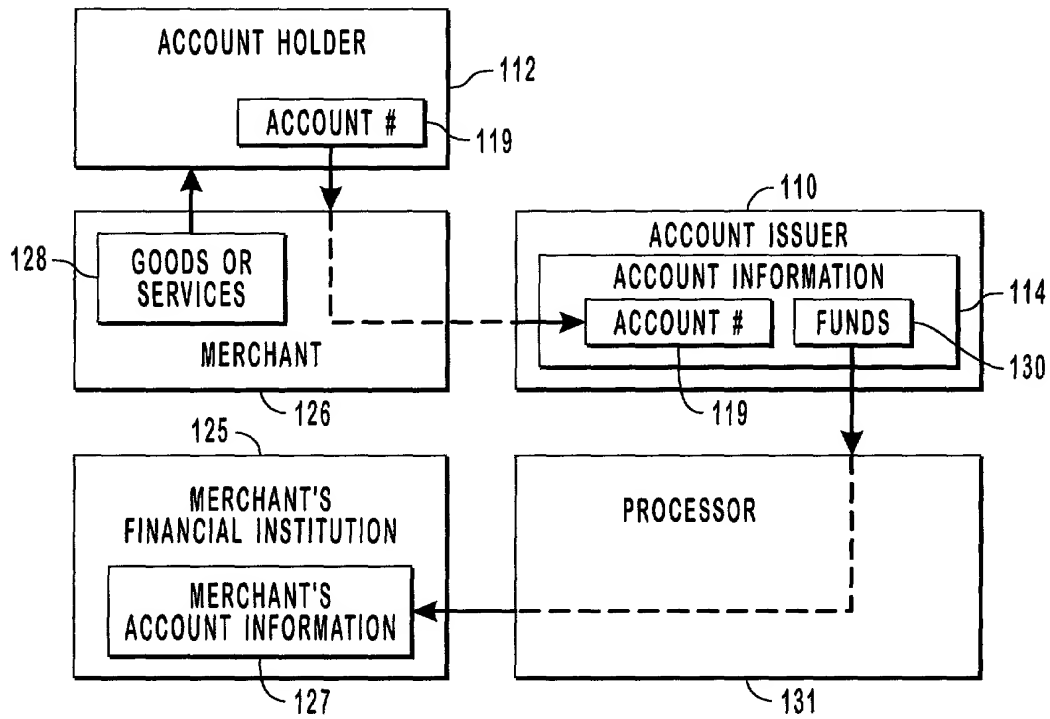 ACCOUNT HOLDER
112
ACCOUNT #
119
128
GOODS OR
SERVICES
MERCHANT
126
110
ACCOUNT ISSUER
ACCOUNT INFORMATION
114
ACCOUNT #
FUNDS
130
119
125
MERCHANT'S
FINANCIAL INSTITUTION
MERCHANT'S
ACCOUNT INFORMATION
127
PROCESSOR
131